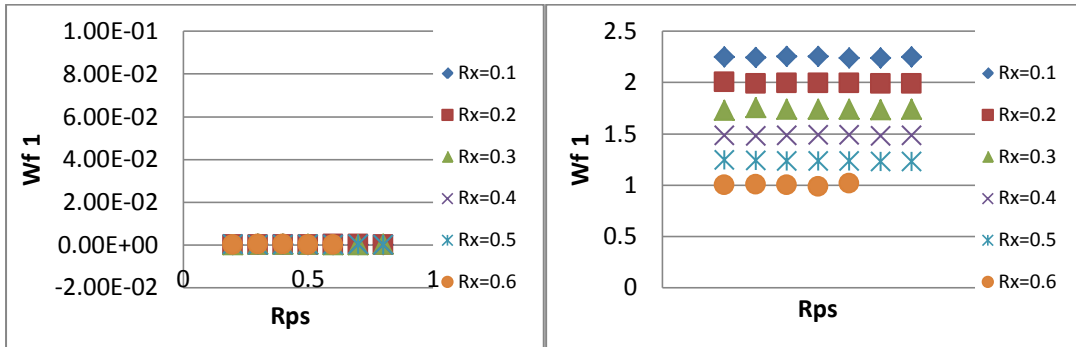 1.00E-01
8.00E-02
6.00E-02
4.00E-02
2.00E-02
0.00E+00
-2.00E-02
0
0.5
1
Wf 1
Rps
Rx=0.1
Rx=0.2
Rx=0.3
Rx=0.4
Rx=0.5
Rx=0.6
2.5
2
1.5
1
0.5
0
Wf 1
Rps
Rx=0.1
Rx=0.2
Rx=0.3
Rx=0.4
Rx=0.5
Rx=0.6